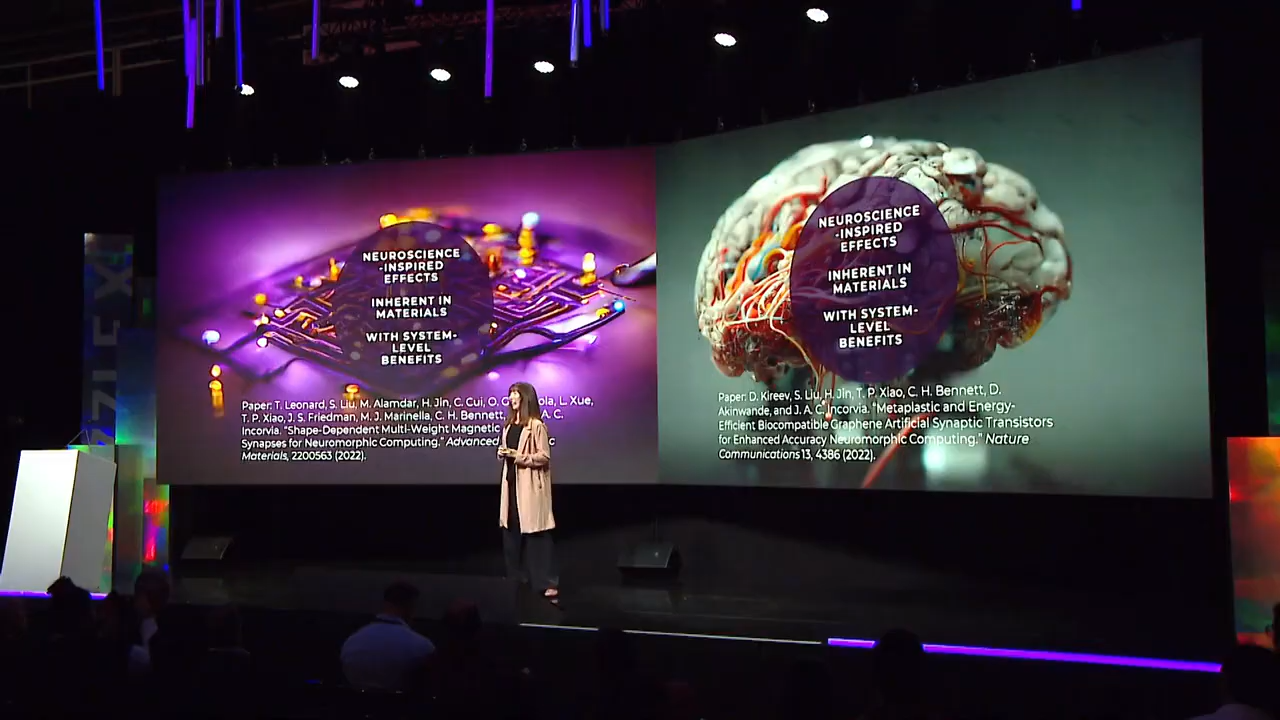 NEUROSCIENCE
-INSPIRED
EFFECTS
INHERENT IN
MATERIALS
WITH SYSTEM-
LEVEL
BENEFITS
Paper: T. Leonard, S. Liu, M. Alamdar, H. Jin, C. Cui, O. L. Xue,
T. P. Xiao, J. S. Friedman, M. J. Marinella, C. H. Bennett, A. C.
Incorvia. "Shape-Dependent Multi-Weight Magnetic
Synapses for Neuromorphic Computing." Advanced
Materials, 2200563 (2022).
NEUROSCIENCE
-INSPIRED
EFFECTS
INHERENT IN
MATERIALS
WITH SYSTEM-
LEVEL
BENEFITS
Paper: D. Kireev, S. Liu, H. Jin, T. P. Xiao, C. H. Bennett, D.
Akinwande, and J. A. C. Incorvia. "Metaplastic and Energy-
Efficient Biocompatible Graphene Artificial Synaptic Transistors
for Enhanced Accuracy Neuromorphic Computing." Nature
Communications 13, 4386 (2022).